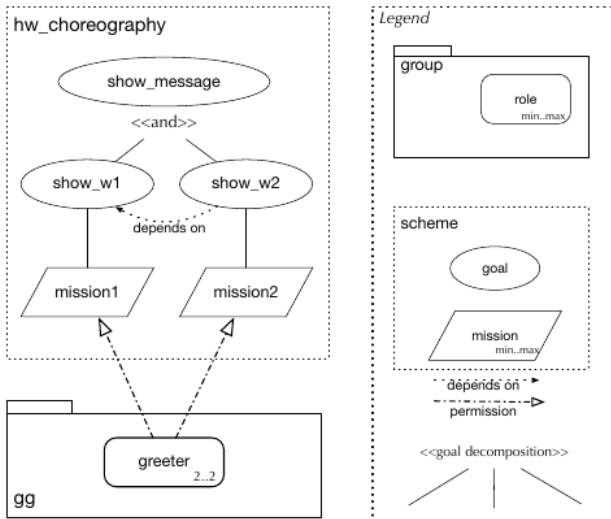 hw_choreography
show_message
<<and>>
show_w1
show_w2
depends on
mission1
mission2
greeter
2..2
gg
Legend
group
role
min..max
scheme
goal
mission
min..max
depends on
permission
<<goal decomposition>>